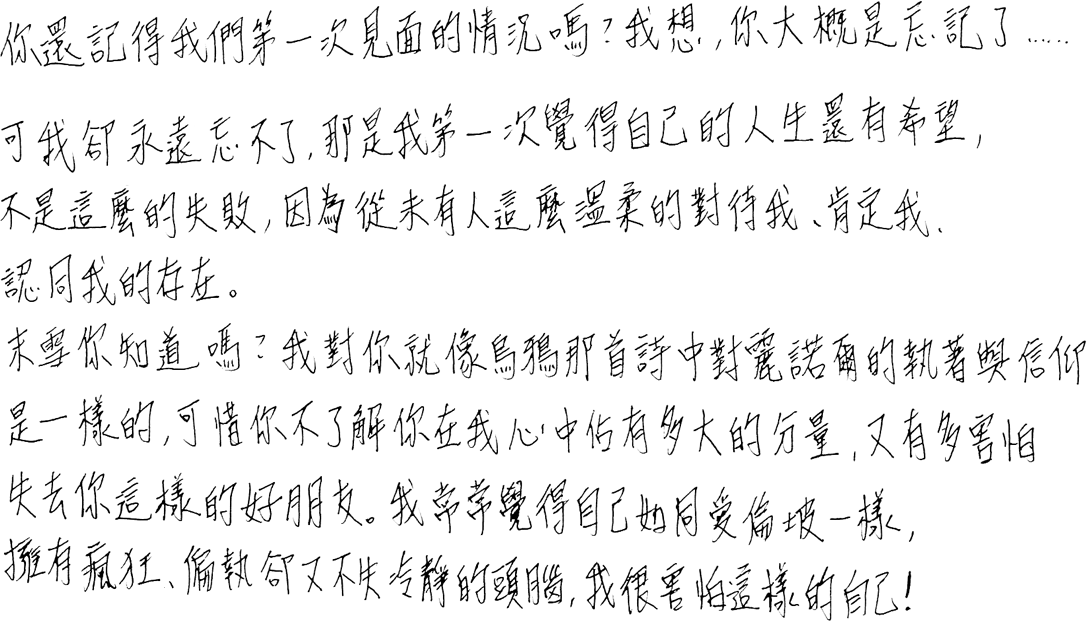 你還記得我們第一次見面的情況嗎?我想,你大概是忘記了……
可我卻永遠忘不了,那是我第一次覺得自己的人生還有希望,
不是這麼的失敗,因為從未有人這麼溫柔的對待我、肯定我、
認同我的存在。
末雪你知道嗎?我對你就像烏鴉那首詩中對麗諾爾的執著與信仰
是一樣的,可惜你不了解你在我心中佔有多大的分量,又有多害怕
失去你這樣的好朋友。我常常覺得自己如同愛倫坡一樣,
擁有瘋狂、偏執卻又不失冷靜的頭腦,我很害怕這樣的自己!